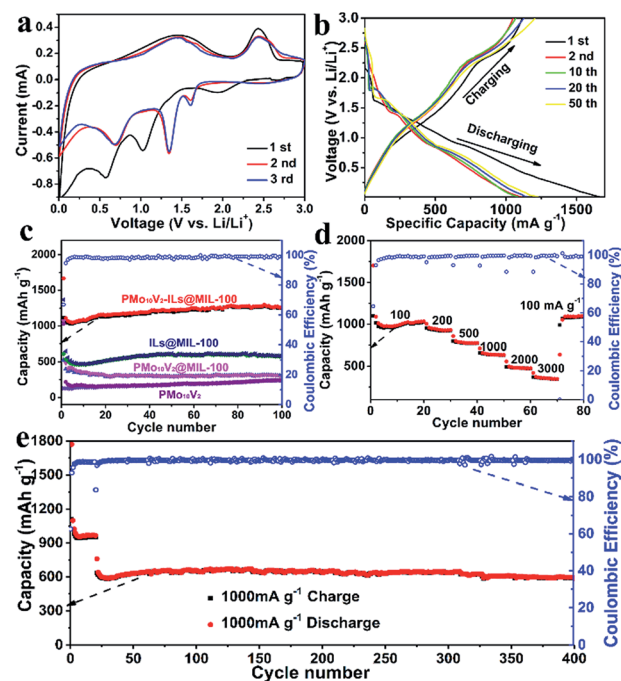 a
0.4
0.2
0.0
-0.2
-0.4
-0.6
-0.8
Current (mA)
1 st
2 nd
3 rd
0.0 0.5 1.0 1.5 2.0 2.5 3.0
Voltage (V vs. Li/Li⁺)
b
3.0
2.5
2.0
1.5
1.0
0.5
Voltage (V vs. Li/Li⁺)
1 st
2 nd
10 th
20 th
50 th
Charging
Discharging
0 500 1000 1500
Specific Capacity (mA g⁻¹)
c
2000
1750
1500
1250
1000
750
500
250
0
Capacity (mAh g⁻¹)
PMo₁₀V₂-ILs@MIL-100
ILs@MIL-100
PMo₁₀V₂@MIL-100
PMo₁₀V₂
100
80
60
40
20
0
Coulombic Efficiency (%)
0 20 40 60 80 100
Cycle number
d
2000
1500
1000
500
Capacity (mAh g⁻¹)
100 mA g⁻¹
100
200
500
1000
2000
3000
100
80
60
40
20
0
Coulombic Efficiency (%)
0 20 40 60 80
Cycle number
e
1800
1500
1200
900
600
300
0
Capacity (mAh g⁻¹)
1000mA g⁻¹ Charge
1000mA g⁻¹ Discharge
100
80
60
40
20
0
Coulombic Efficiency (%)
0 50 100 150 200 250 300 350 400
Cycle number